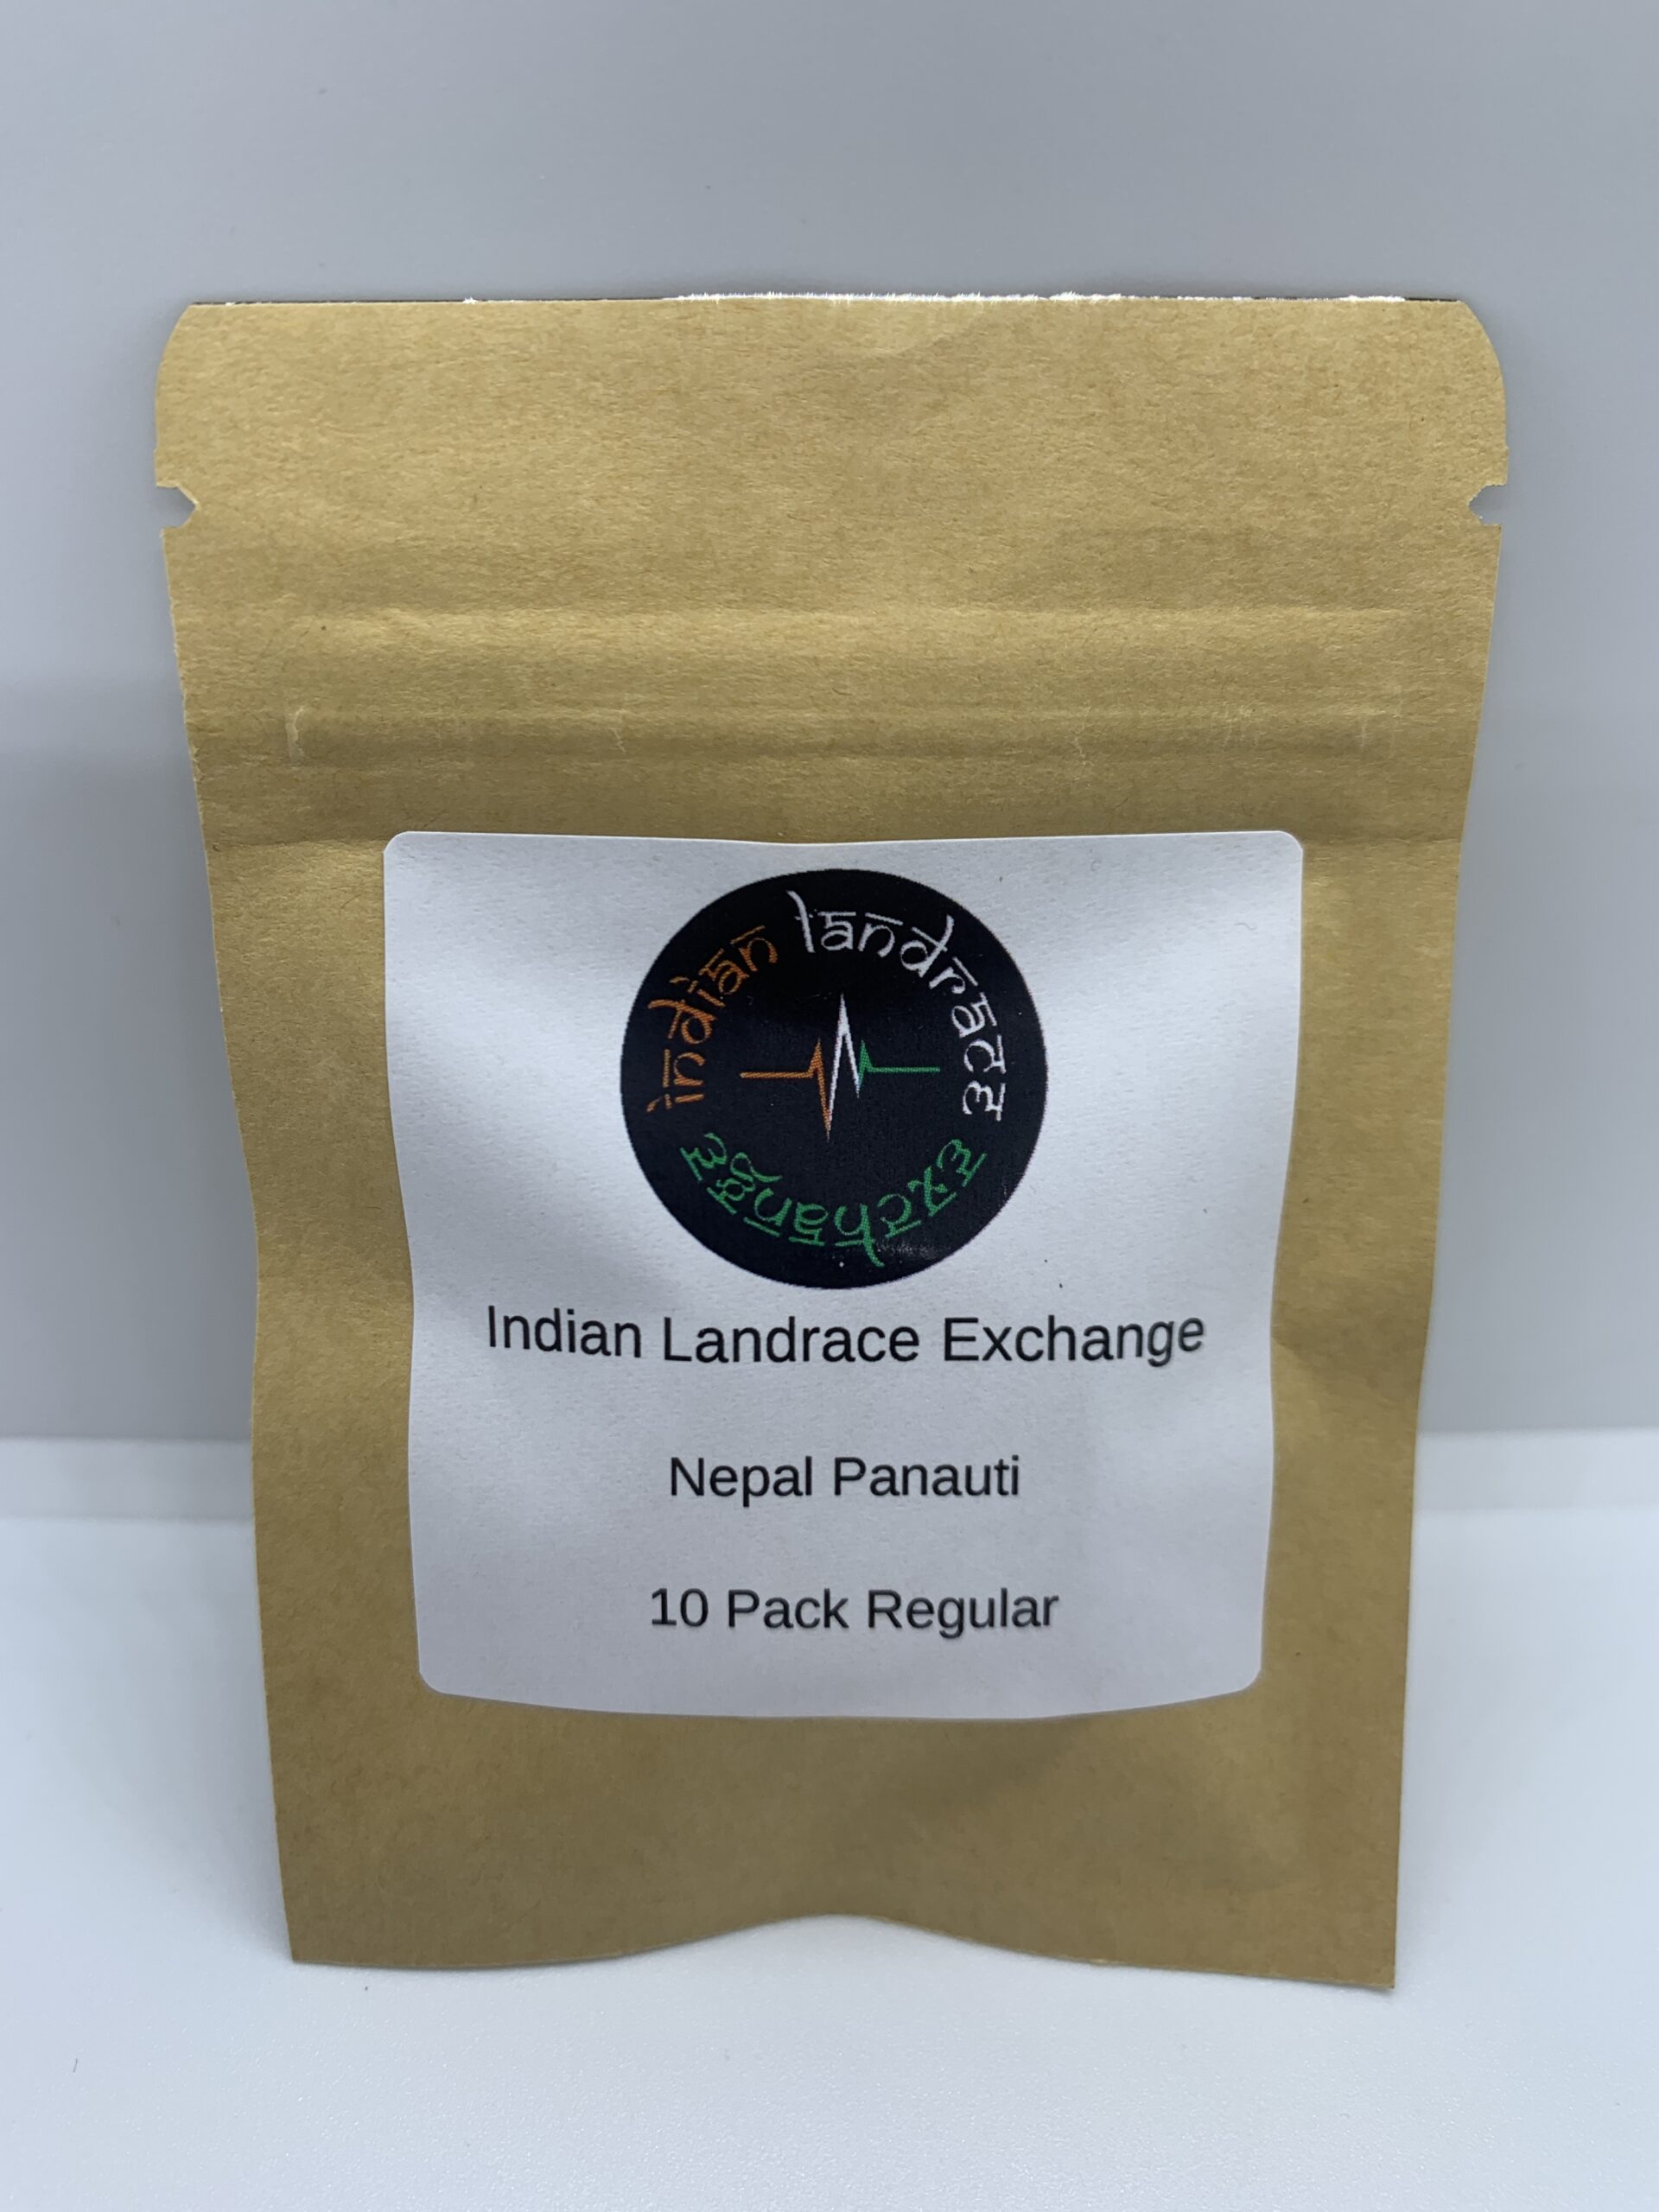 indian landrace exchange
Indian Landrace Exchange
Nepal Panauti
10 Pack Regular